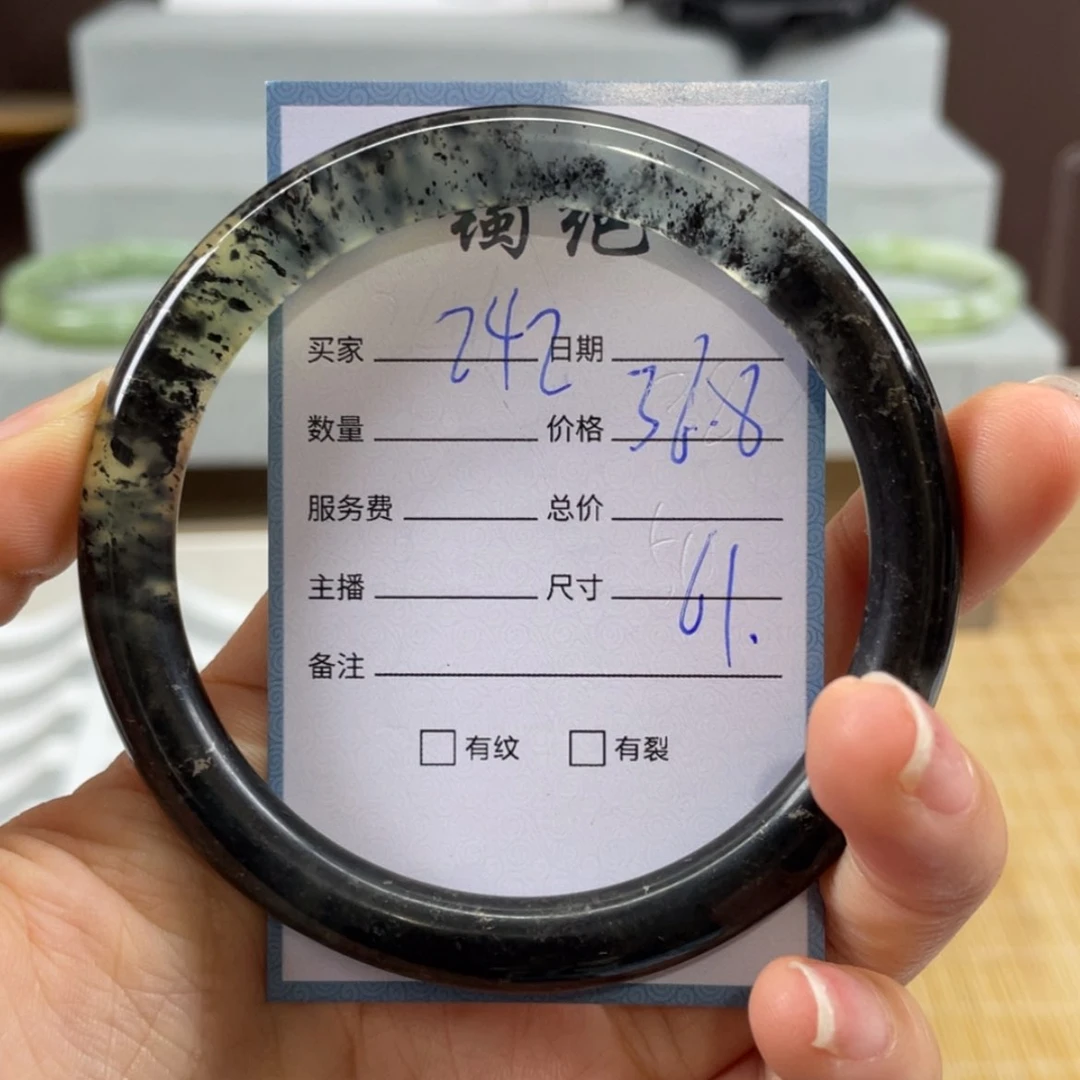 买家 242 日期
数量 价格 368
服务费 总价
主播 尺寸 61.
备注
□有纹 □有裂